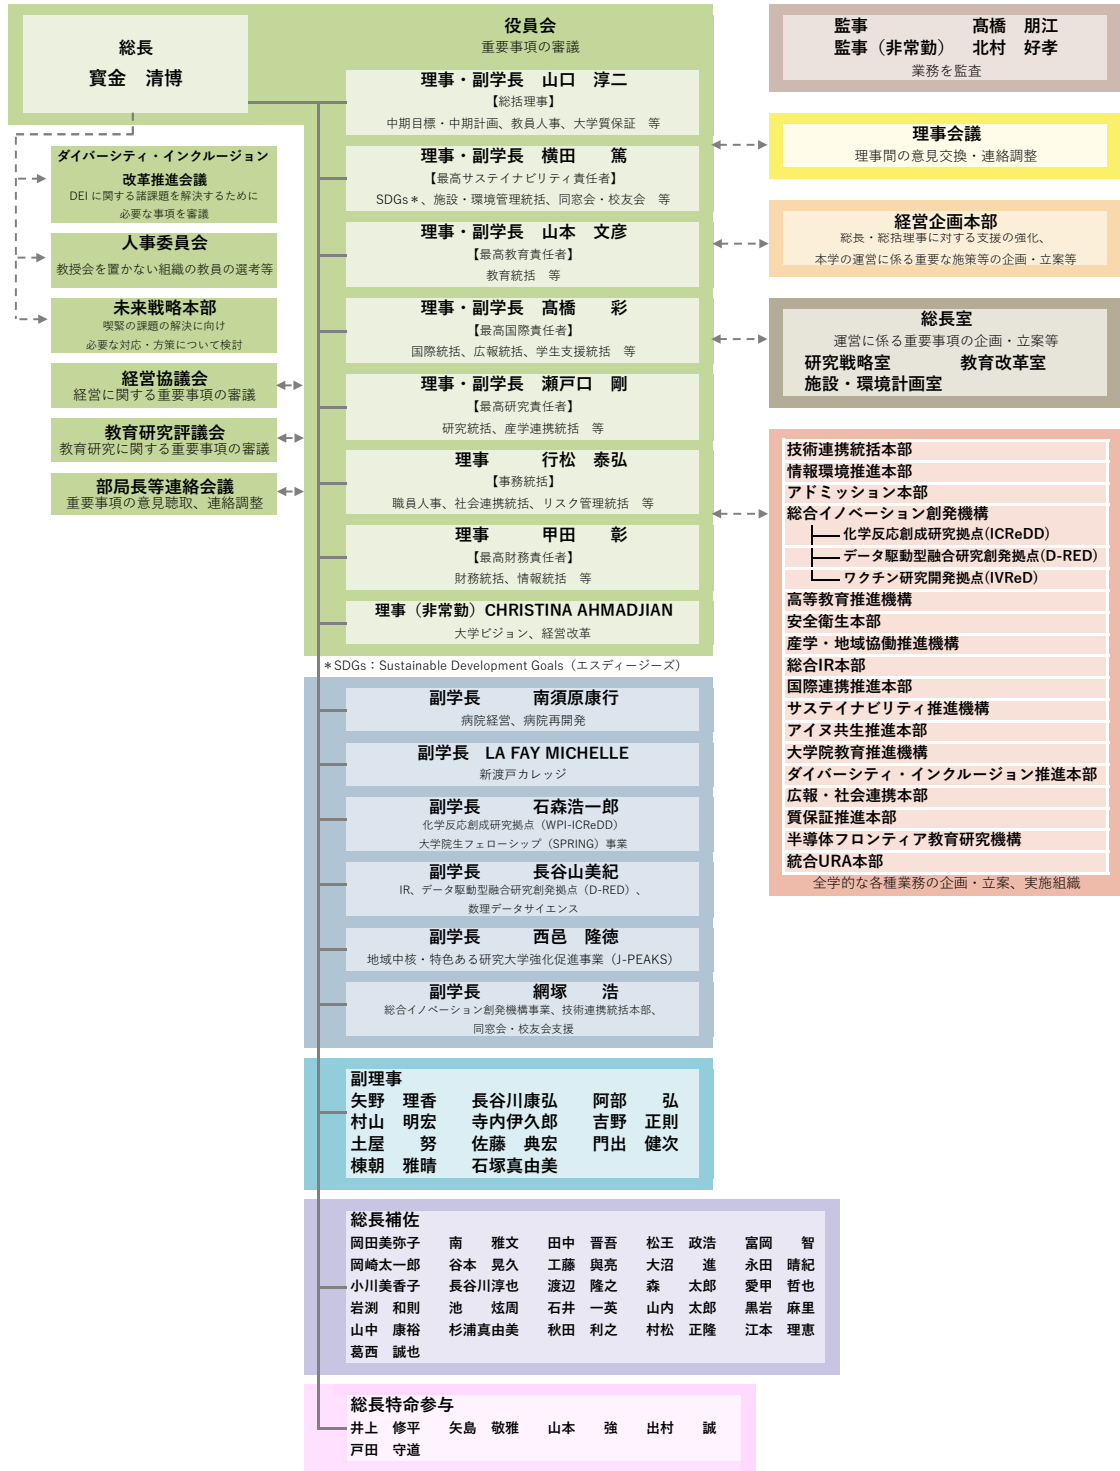 総長
寳金　清博
役員会
重要事項の審議
理事・副学長　山口　淳二
【総括理事】
中期目標・中期計画、教員人事、大学質保証　等
理事・副学長　横田　　篤
【最高サステイナビリティ責任者】
SDGs＊、施設・環境管理統括、同窓会・校友会　等
理事・副学長　山本　文彦
【最高教育責任者】
教育統括　等
理事・副学長　髙橋　　彩
【最高国際責任者】
国際統括、広報統括、学生支援統括　等
理事・副学長　瀬戸口　剛
【最高研究責任者】
研究統括、産学連携統括　等
理事　　　行松　泰弘
【事務統括】
職員人事、社会連携統括、リスク管理統括　等
理事　　　甲田　　彰
【最高財務責任者】
財務統括、情報統括　等
理事（非常勤）CHRISTINA AHMADJIAN
大学ビジョン、経営改革
＊SDGs：Sustainable Development Goals（エスディージーズ）
ダイバーシティ・インクルージョン
改革推進会議
DEI に関する諸課題を解決するために
必要な事項を審議
人事委員会
教授会を置かない組織の教員の選考等
未来戦略本部
喫緊の課題の解決に向け
必要な対応・方策について検討
経営協議会
経営に関する重要事項の審議
教育研究評議会
教育研究に関する重要事項の審議
部局長等連絡会議
重要事項の意見聴取、連絡調整
監事　　　　　　髙橋　朋江
監事（非常勤）　北村　好孝
業務を監査
理事会議
理事間の意見交換・連絡調整
経営企画本部
総長・総括理事に対する支援の強化、
本学の運営に係る重要な施策等の企画・立案等
総長室
運営に係る重要事項の企画・立案等
研究戦略室　　　教育改革室
施設・環境計画室
技術連携統括本部
情報環境推進本部
アドミッション本部
総合イノベーション創発機構
化学反応創成研究拠点(ICReDD)
データ駆動型融合研究創発拠点(D-RED)
ワクチン研究開発拠点(IVReD)
高等教育推進機構
安全衛生本部
産学・地域協働推進機構
総合IR本部
国際連携推進本部
サステイナビリティ推進機構
アイヌ共生推進本部
大学院教育推進機構
ダイバーシティ・インクルージョン推進本部
広報・社会連携本部
質保証推進本部
半導体フロンティア教育研究機構
統合URA本部
全学的な各種業務の企画・立案、実施組織
副学長　　　南須原康行
病院経営、病院再開発
副学長　LA FAY MICHELLE
新渡戸カレッジ
副学長　　　石森浩一郎
化学反応創成研究拠点（WPI-ICReDD）
大学院生フェローシップ（SPRING）事業
副学長　　　長谷山美紀
IR、データ駆動型融合研究創発拠点（D-RED）、
数理データサイエンス
副学長　　　西邑　隆徳
地域中核・特色ある研究大学強化促進事業（J-PEAKS）
副学長　　　網塚　　浩
総合イノベーション創発機構事業、技術連携統括本部、
同窓会・校友会支援
副理事
矢野　理香　　長谷川康弘　　阿部　　弘
村山　明宏　　寺内伊久郎　　吉野　正則
土屋　　努　　佐藤　典宏　　門出　健次
棟朝　雅晴　　石塚真由美
総長補佐
岡田美弥子　　南　　雅文　　田中　晋吾　　松王　政浩　　富岡　　智
岡崎太一郎　　谷本　晃久　　工藤　與亮　　大沼　　進　　永田　晴紀
小川美香子　　長谷川淳也　　渡辺　隆之　　森　　太郎　　愛甲　哲也
岩渕　和則　　池　　炫周　　石井　一英　　山内　太郎　　黒岩　麻里
山中　康裕　　杉浦真由美　　秋田　利之　　村松　正隆　　江本　理恵
葛西　誠也
総長特命参与
井上　修平　　矢島　敬雅　　山本　　強　　出村　　誠
戸田　守道